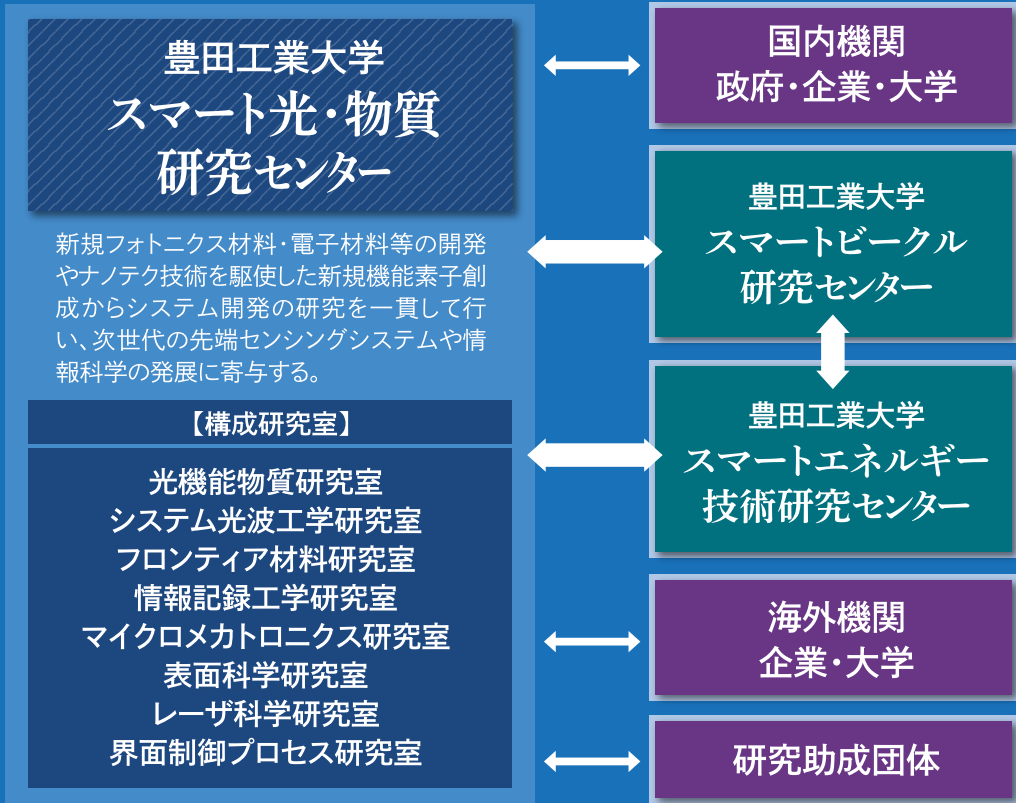 豊田工業大学
スマート光・物質
研究センター
新規フォトニクス材料・電子材料等の開発
やナノテク技術を駆使した新規機能素子創
成からシステム開発の研究を一貫して行
い、次世代の先端センシングシステムや情
報科学の発展に寄与する。
【構成研究室】
光機能物質研究室
システム光波工学研究室
フロンティア材料研究室
情報記録工学研究室
マイクロメカトロニクス研究室
表面科学研究室
レーザ科学研究室
界面制御プロセス研究室
国内機関
政府・企業・大学
豊田工業大学
スマートビークル
研究センター
豊田工業大学
スマートエネルギー
技術研究センター
海外機関
企業・大学
研究助成団体